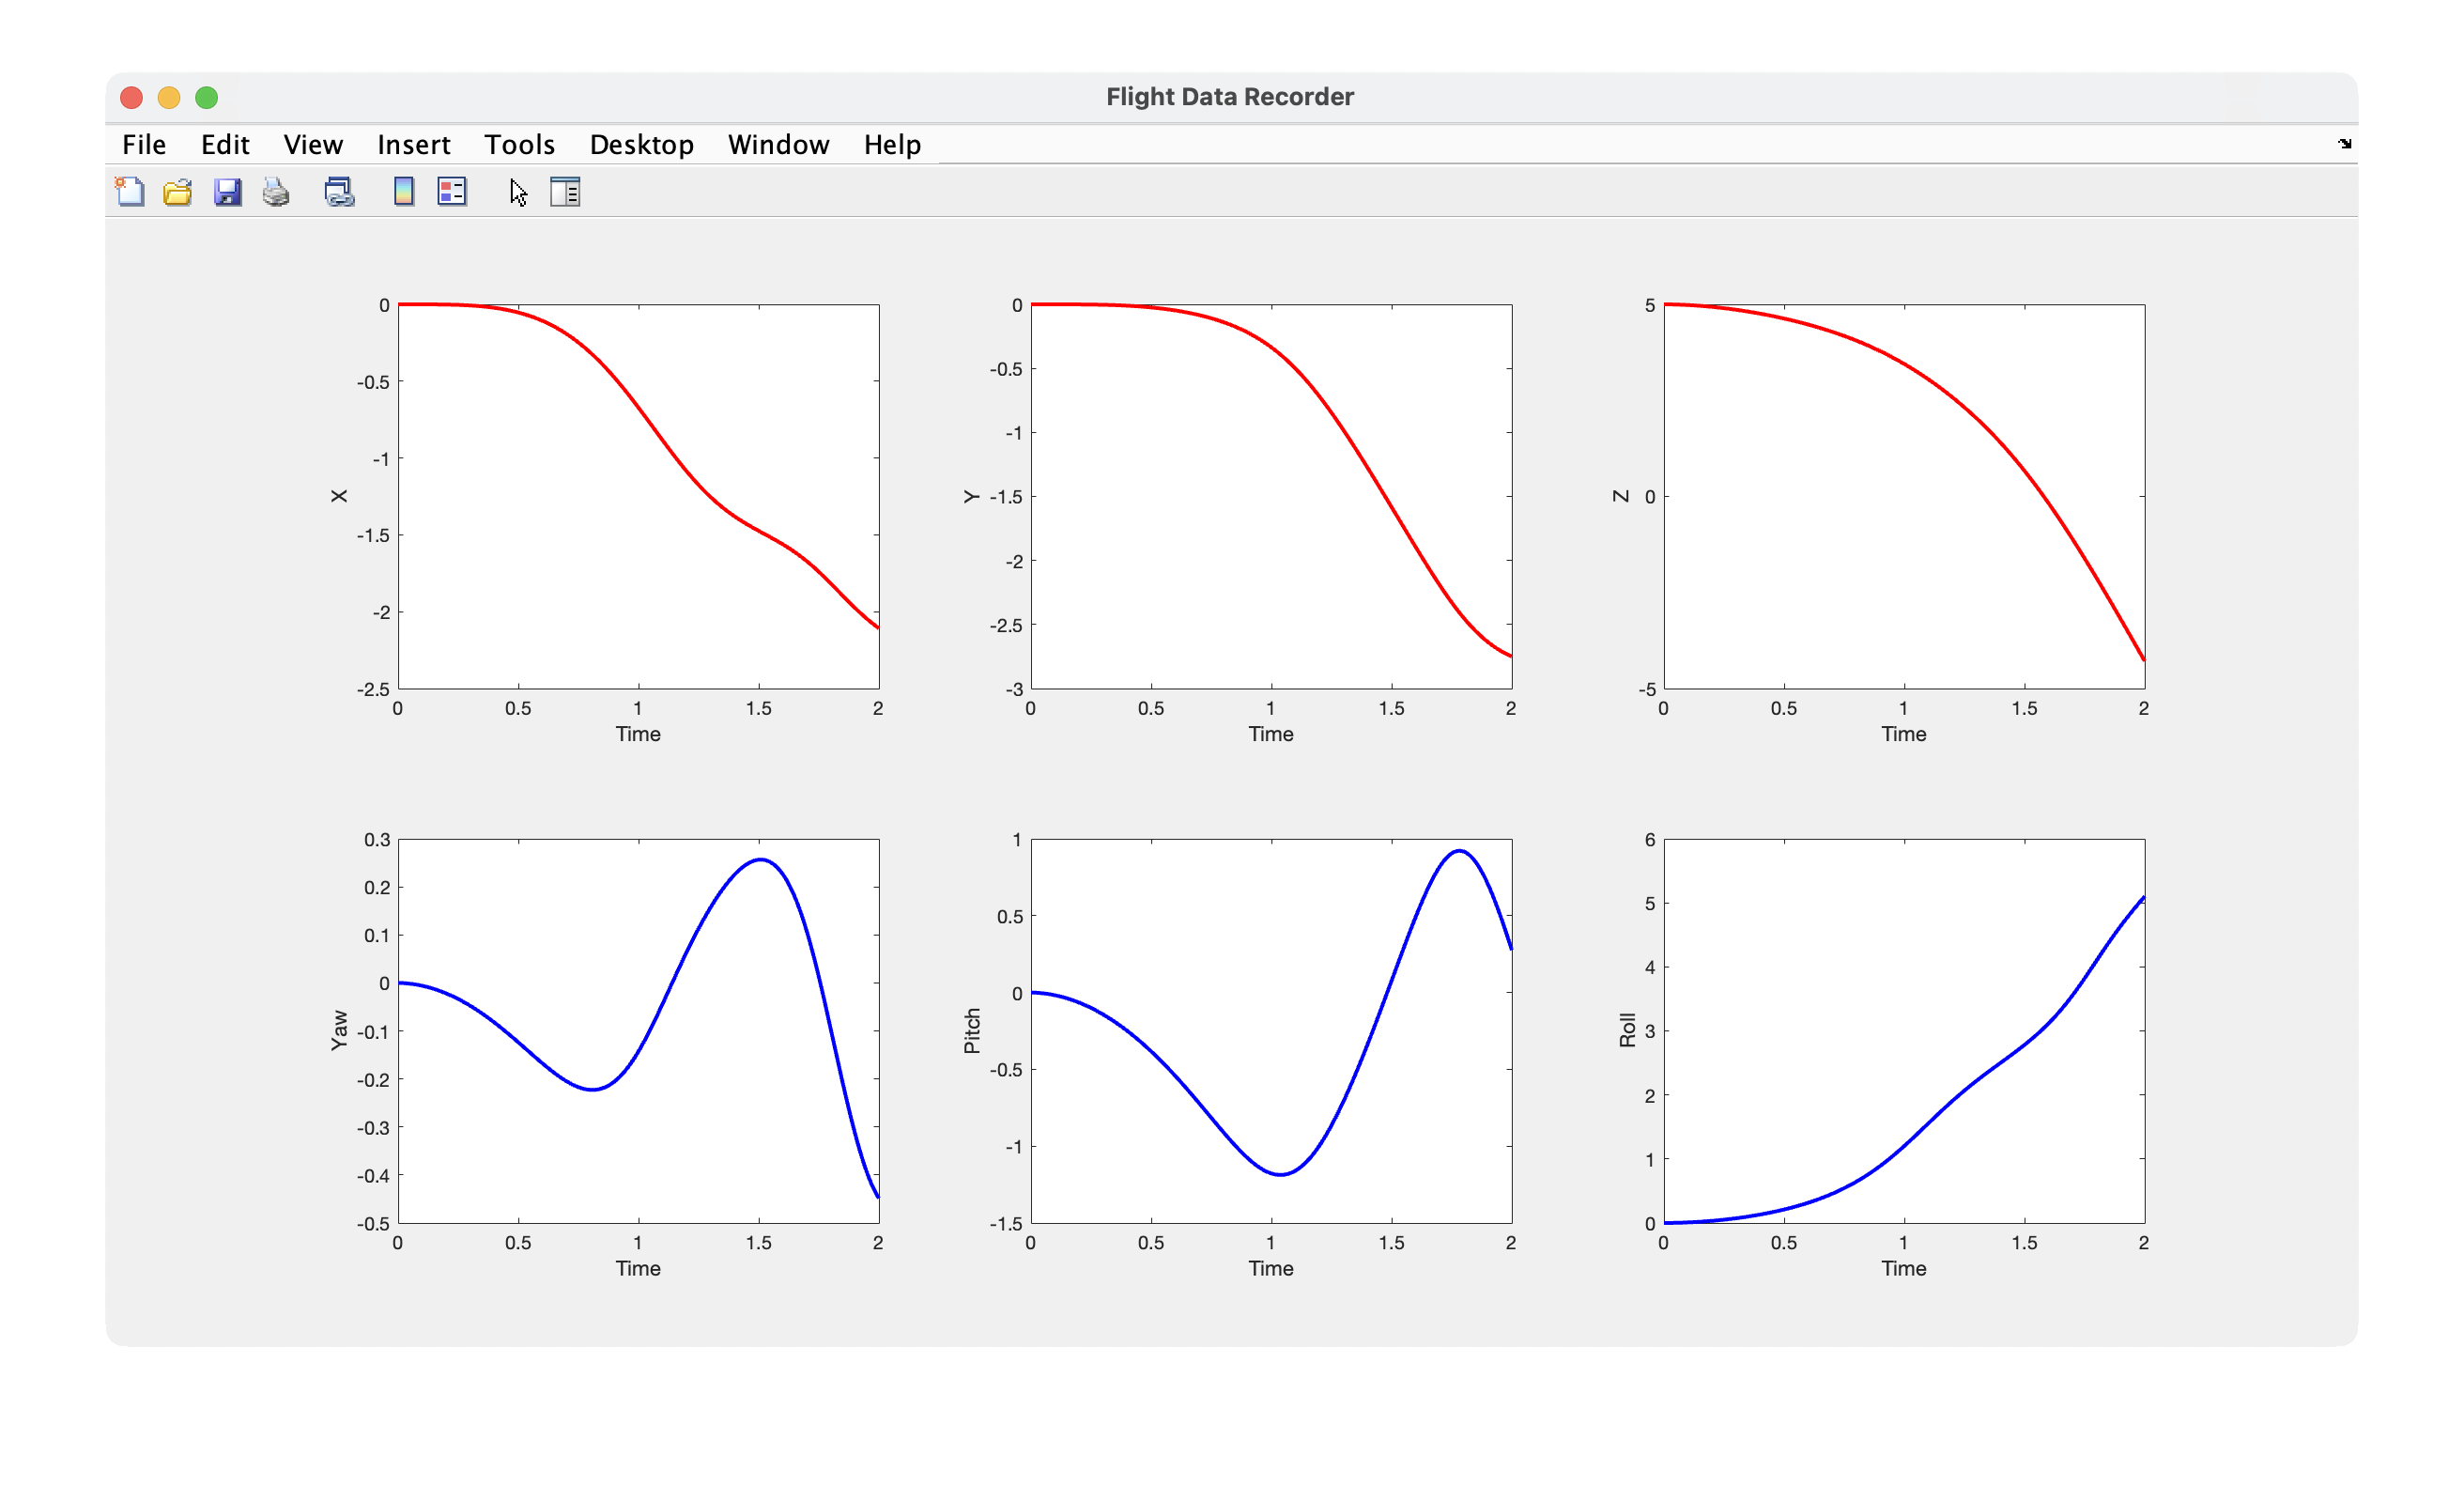 Flight Data Recorder
File Edit View Insert Tools Desktop Window Help
0
-0.5
-1
-1.5
-2
-2.5
X
0 0.5 1 1.5 2
Time
0
-0.5
-1
-1.5
-2
-2.5
-3
Y
0 0.5 1 1.5 2
Time
5
0
-5
Z
0 0.5 1 1.5 2
Time
0.3
0.2
0.1
0
-0.1
-0.2
-0.3
-0.4
-0.5
Yaw
0 0.5 1 1.5 2
Time
1
0.5
0
-0.5
-1
-1.5
Pitch
0 0.5 1 1.5 2
Time
6
5
4
3
2
1
0
Roll
0 0.5 1 1.5 2
Time